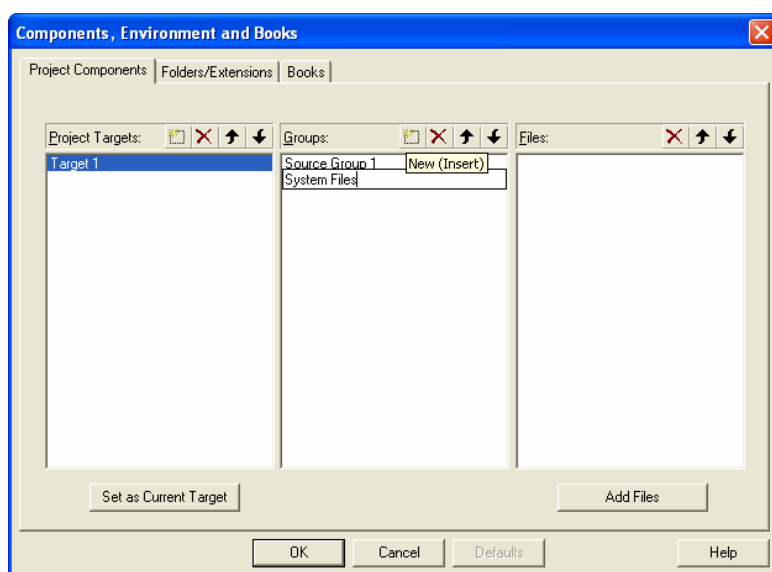 Components, Environment and Books
Project Components Folders/Extensions Books
Project Targets: Groups: Files:
Target 1 Source Group 1 New (Insert)
System Files
Set as Current Target Add Files
OK Cancel Defaults Help